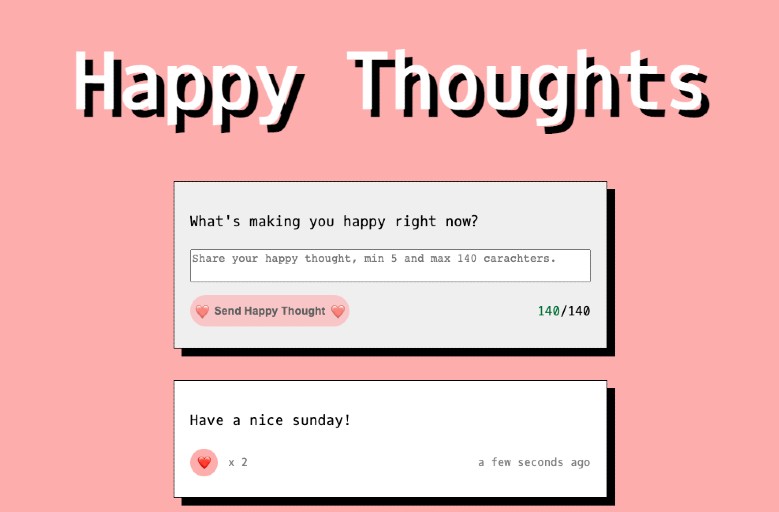 Happy Thoughts
What's making you happy right now?
Share your happy thought, min 5 and max 140 carachters.
❤️ Send Happy Thought ❤️
140/140
Have a nice sunday!
❤️ x 2
a few seconds ago